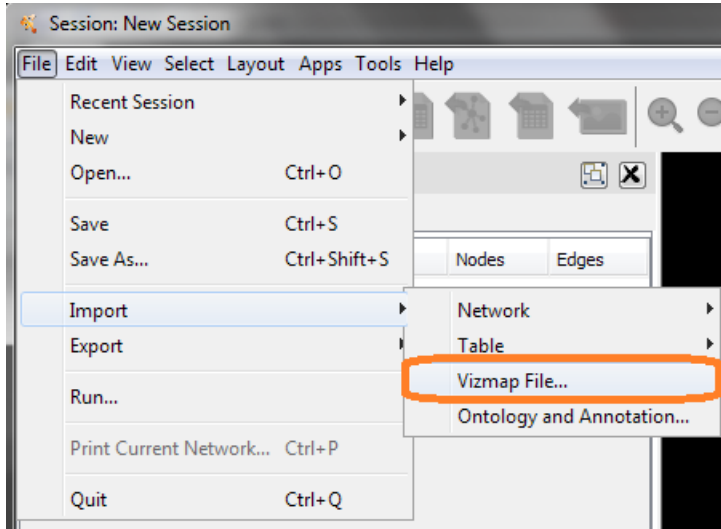 Session: New Session
File Edit View Select Layout Apps Tools Help
Recent Session
New
Open... Ctrl+O
Save Ctrl+S
Save As... Ctrl+Shift+S
Nodes Edges
Import
Network
Export
Table
Vizmap File...
Run...
Ontology and Annotation...
Print Current Network... Ctrl+P
Quit Ctrl+Q